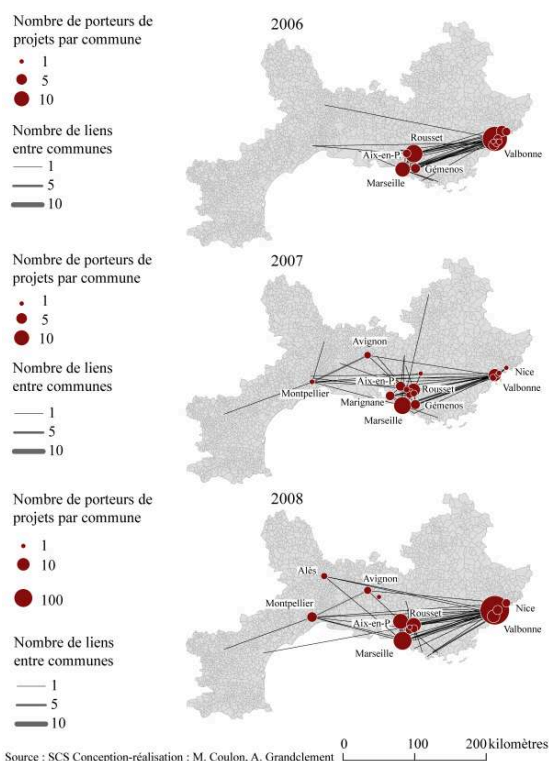 2006
Nombre de porteurs de
projets par commune
1
5
10
Nombre de liens
entre communes
1
5
10
Rousset
Aix-en-P
Valbonne
Gémenos
Marseille
2007
Nombre de porteurs de
projets par commune
1
5
10
Nombre de liens
entre communes
1
5
10
Avignon
Nice
Aix-en-P
Montpellier
Rousset
Valbonne
Marignane
Gémenos
Marseille
2008
Nombre de porteurs de
projets par commune
1
10
100
Nombre de liens
entre communes
1
5
10
Alès
Avignon
Montpellier
Rousset
Nice
Aix-en-P
Valbonne
Marseille
Source : SCS Conception-réalisation : M. Coulon, A. Grandclement
0 100 200 kilomètres